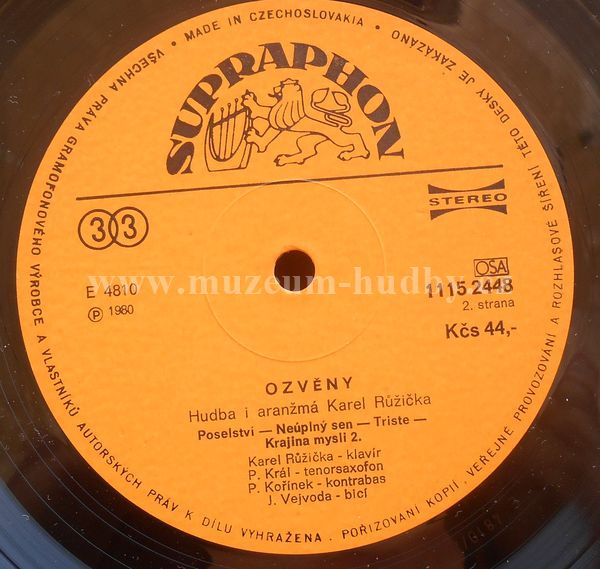 VŠECHNA PRÁVA GRAMOFONOVÉHO VÝROBCE A VLASTNÍKŮ AUTORSKÝCH PRÁV K DÍLU VYHRAŽENA . POŘIZOVÁNÍ KOPIÍ, VEŘEJNÉ PROVOZOVÁNÍ A ROZHLASOVÉ ŠÍŘENÍ TÉTO DESKY JE ZAKÁZÁNO • MADE IN CZECHOSLOVAKIA •
SUPRAPHON
STEREO
33
www.muzeum-hudby.
E 4810
℗ 1980
OSA
1115 2448
2. strana
Kčs 44,-
OZVĚNY
Hudba i aranžmá Karel Růžička
Poselství — Neúplný sen — Triste —
Krajina mysli 2.
Karel Růžička - klavír
P. Král - tenorsaxofon
P. Kořínek - kontrabas
J. Vejvoda - bicí